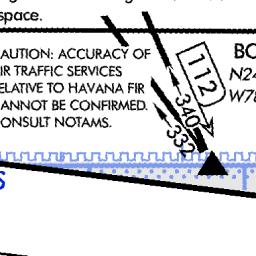 space.
AUTION: ACCURACY OF
IR TRAFFIC SERVICES
ELATIVE TO HAVANA FIR
ANNOT BE CONFIRMED.
ONSULT NOTAMS.
112
340
332
BO
N24
W78
S